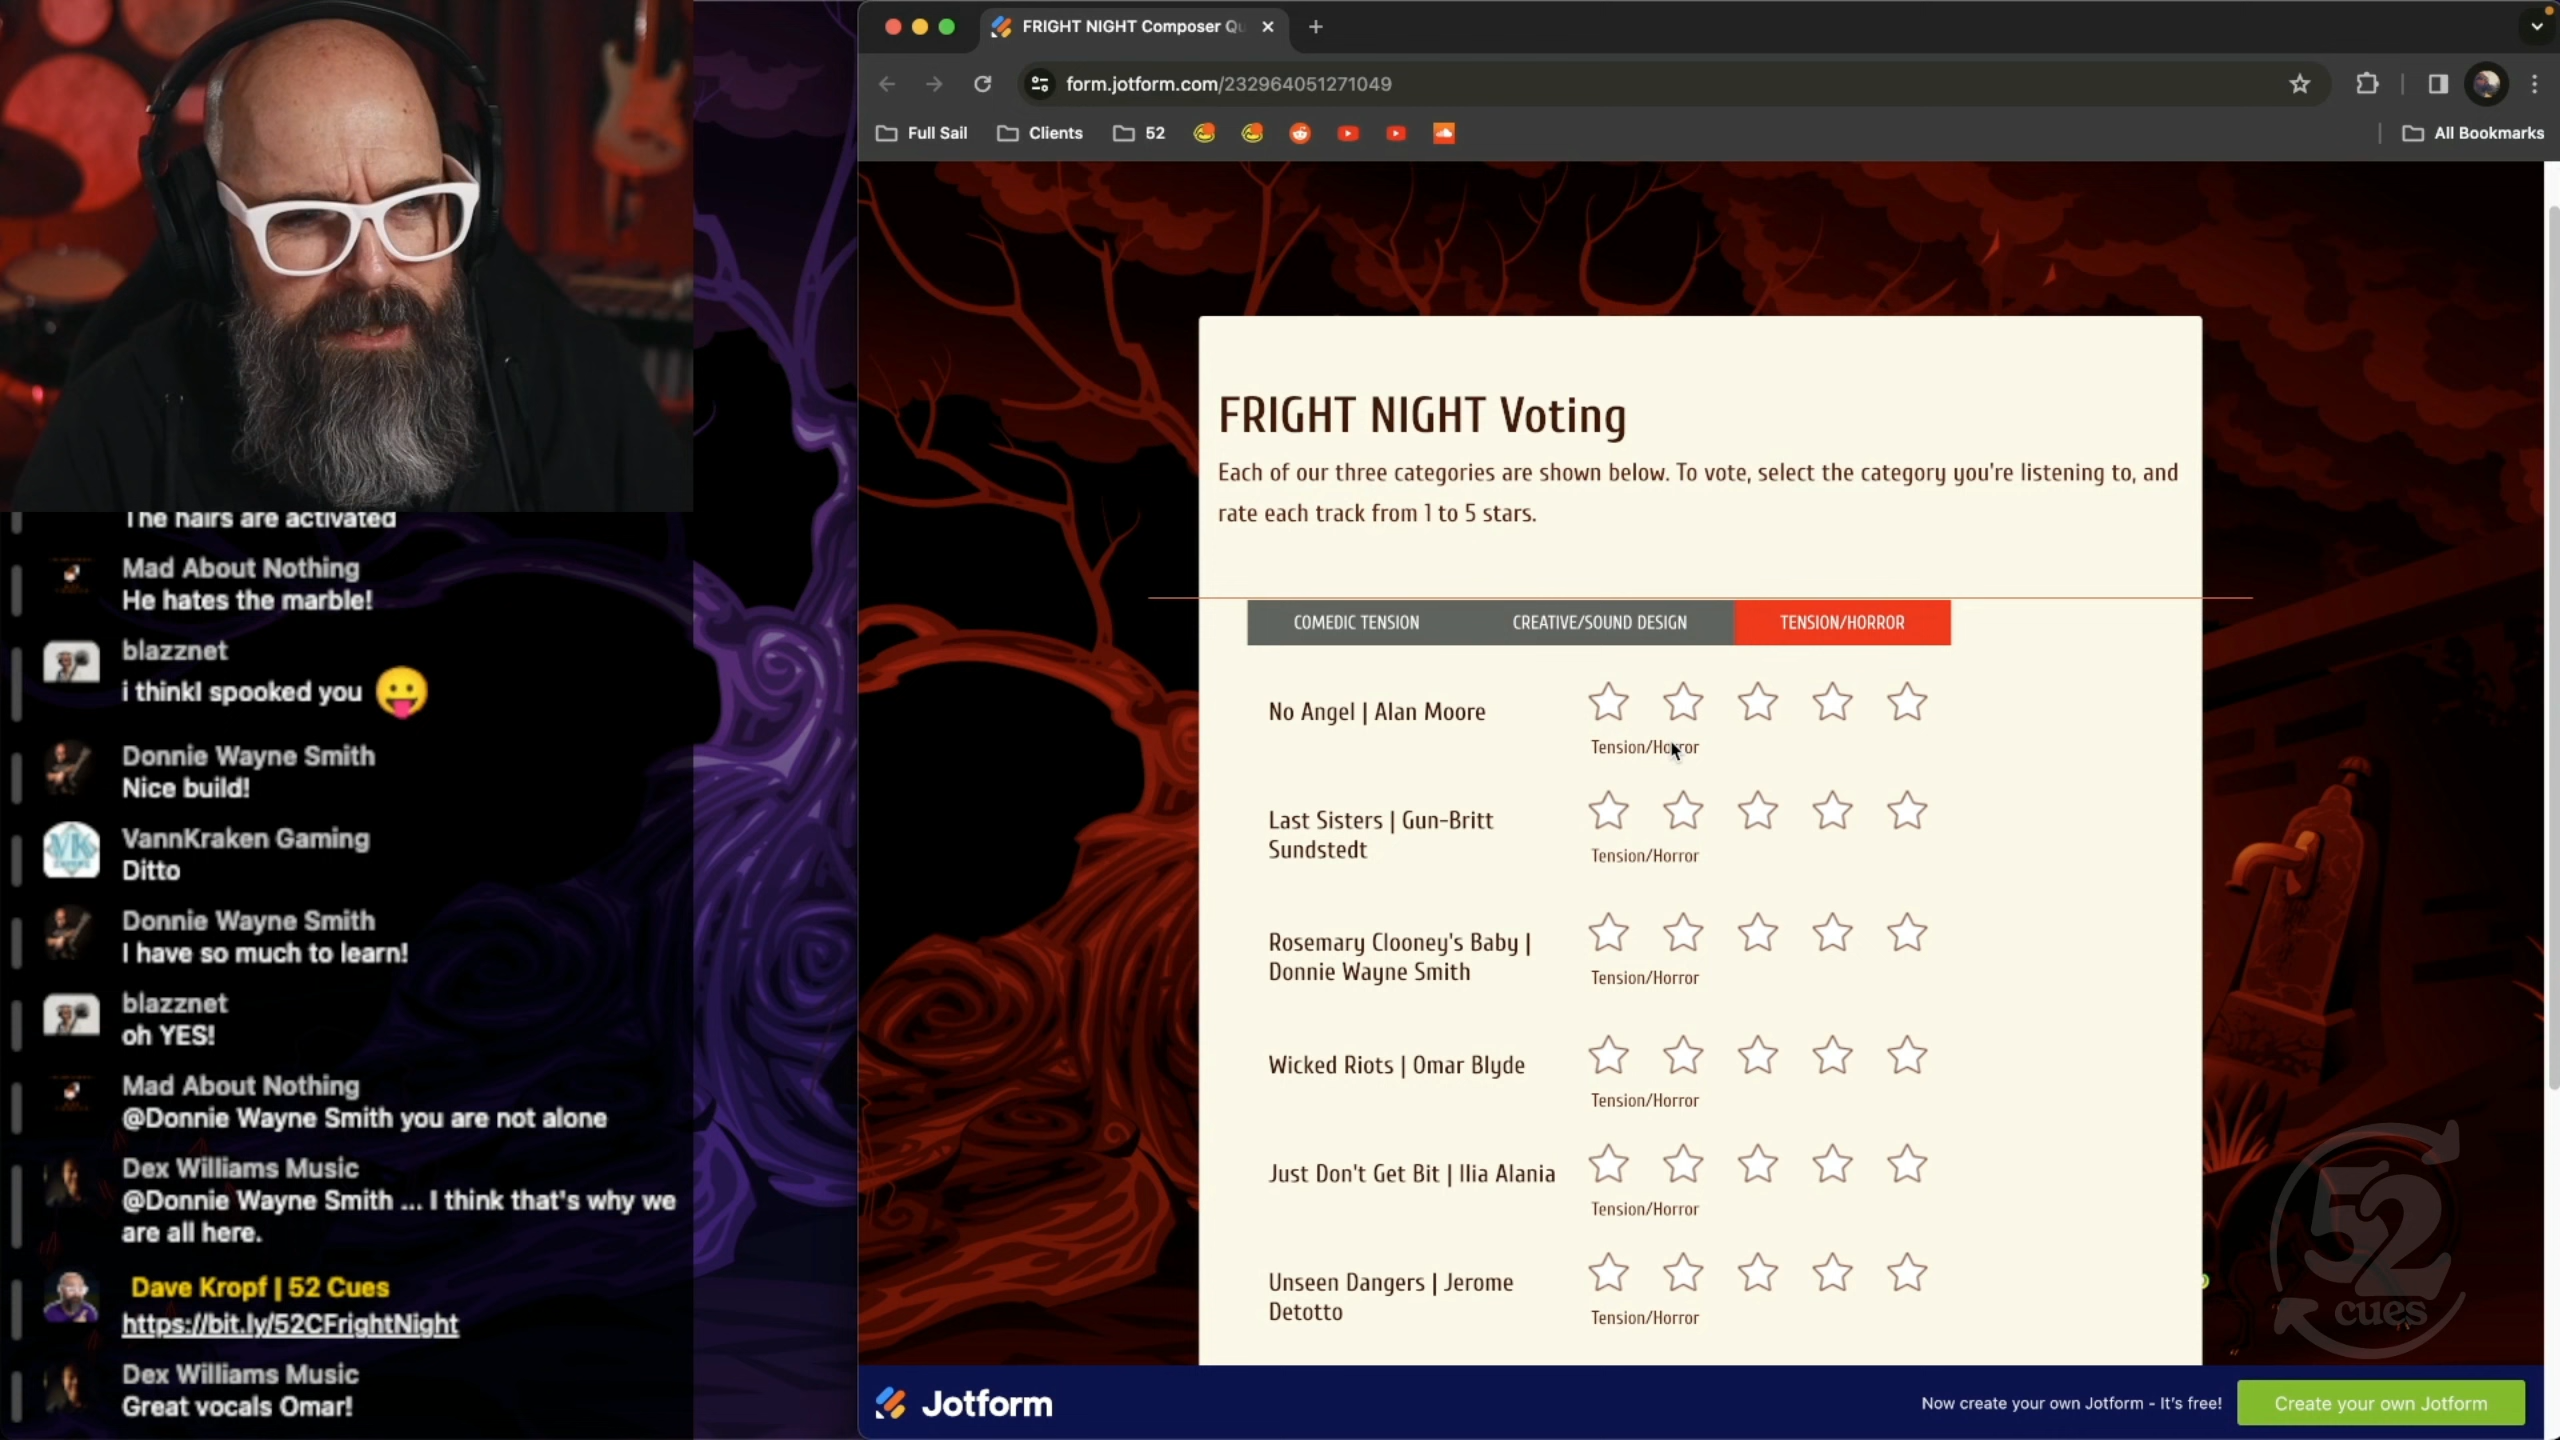 The hairs are activated
Mad About Nothing
He hates the marble!
blazznet
i thinkI spooked you 😛
Donnie Wayne Smith
Nice build!
VannKraken Gaming
Ditto
Donnie Wayne Smith
I have so much to learn!
blazznet
oh YES!
Mad About Nothing
@Donnie Wayne Smith you are not alone
Dex Williams Music
@Donnie Wayne Smith ... I think that's why we
are all here.
Dave Kropf | 52 Cues
https://bit.ly/52CFrightNight
Dex Williams Music
Great vocals Omar!
FRIGHT NIGHT Composer Qu
form.jotform.com/232964051271049
Full Sail
Clients
52
All Bookmarks
FRIGHT NIGHT Voting
Each of our three categories are shown below. To vote, select the category you're listening to, and
rate each track from 1 to 5 stars.
COMEDIC TENSION
CREATIVE/SOUND DESIGN
TENSION/HORROR
No Angel | Alan Moore
Tension/Horror
Last Sisters | Gun-Britt
Sundstedt
Tension/Horror
Rosemary Clooney's Baby |
Donnie Wayne Smith
Tension/Horror
Wicked Riots | Omar Blyde
Tension/Horror
Just Don't Get Bit | Ilia Alania
Tension/Horror
Unseen Dangers | Jerome
Detotto
Tension/Horror
52
cues
Jotform
Now create your own Jotform - It's free!
Create your own Jotform